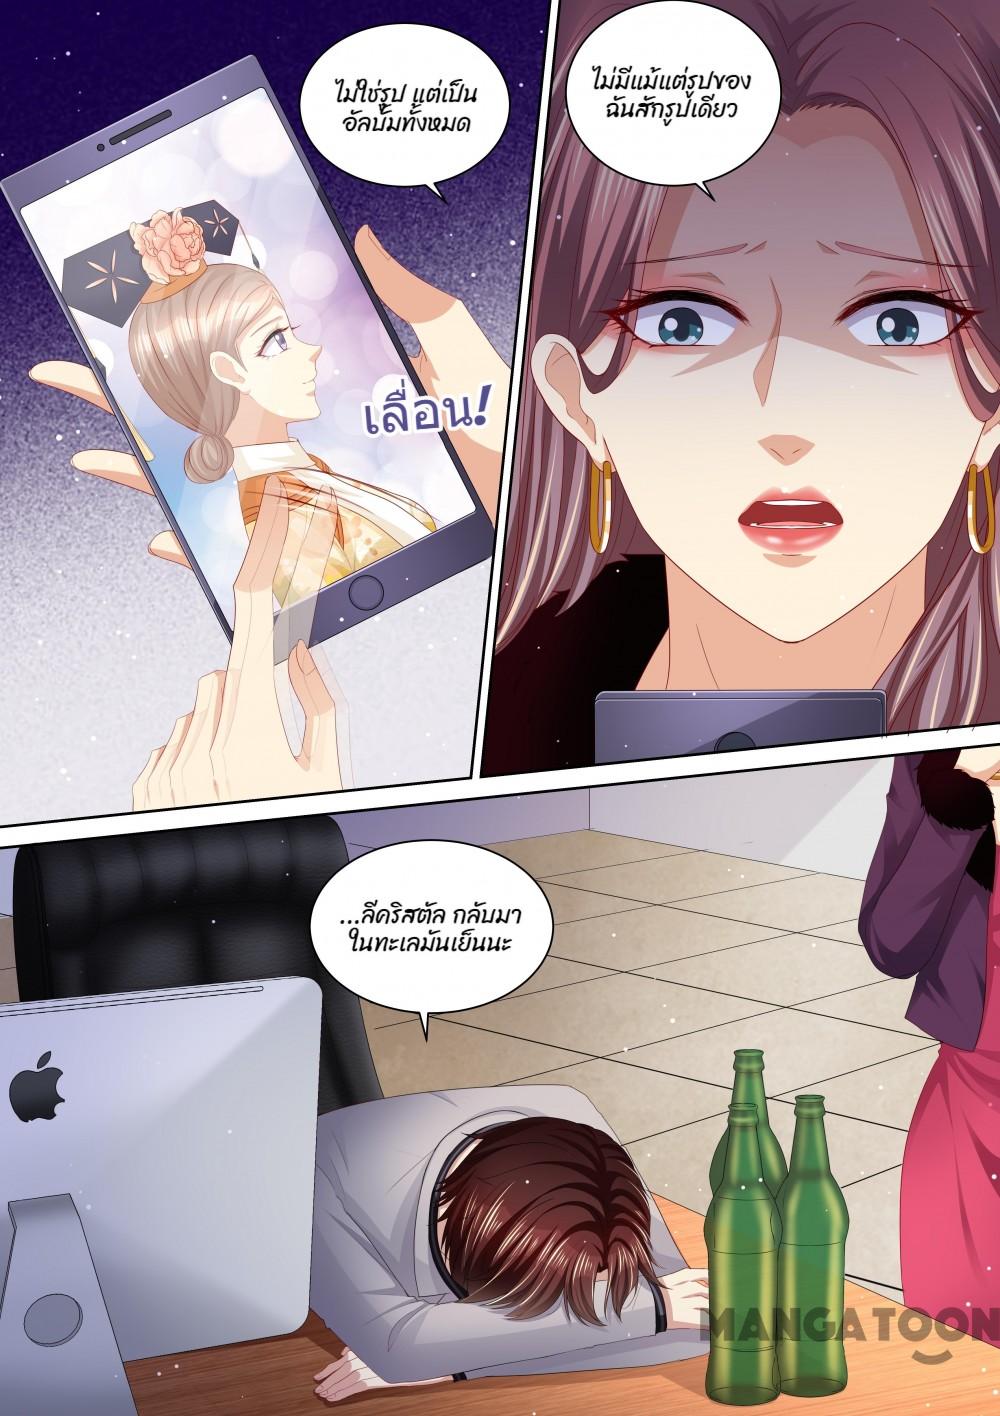 ไม่ใช่รูป แต่เป็น
อัลบั้มทั้งหมด
ไม่มีแม้แต่รูปของ
ฉันสักรูปเดียว
เลื่อน!
...ลีคริสตัล กลับมา
ในทะเลมันเย็นนะ
MANGATOON